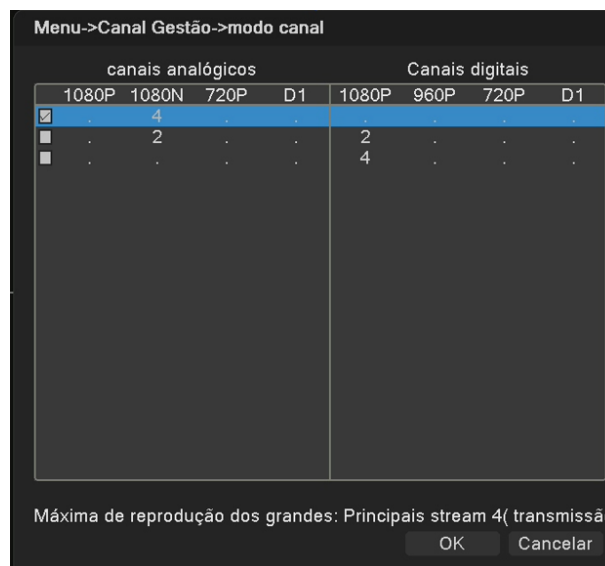 Menu->Canal Gestão->modo canal
canais analógicos Canais digitais
1080P 1080N 720P D1 1080P 960P 720P D1
. 4 . . . . . .
. 2 . . 2 . . .
. . . . 4 . . .
Máxima de reprodução dos grandes: Principais stream 4( transmissã
OK Cancelar